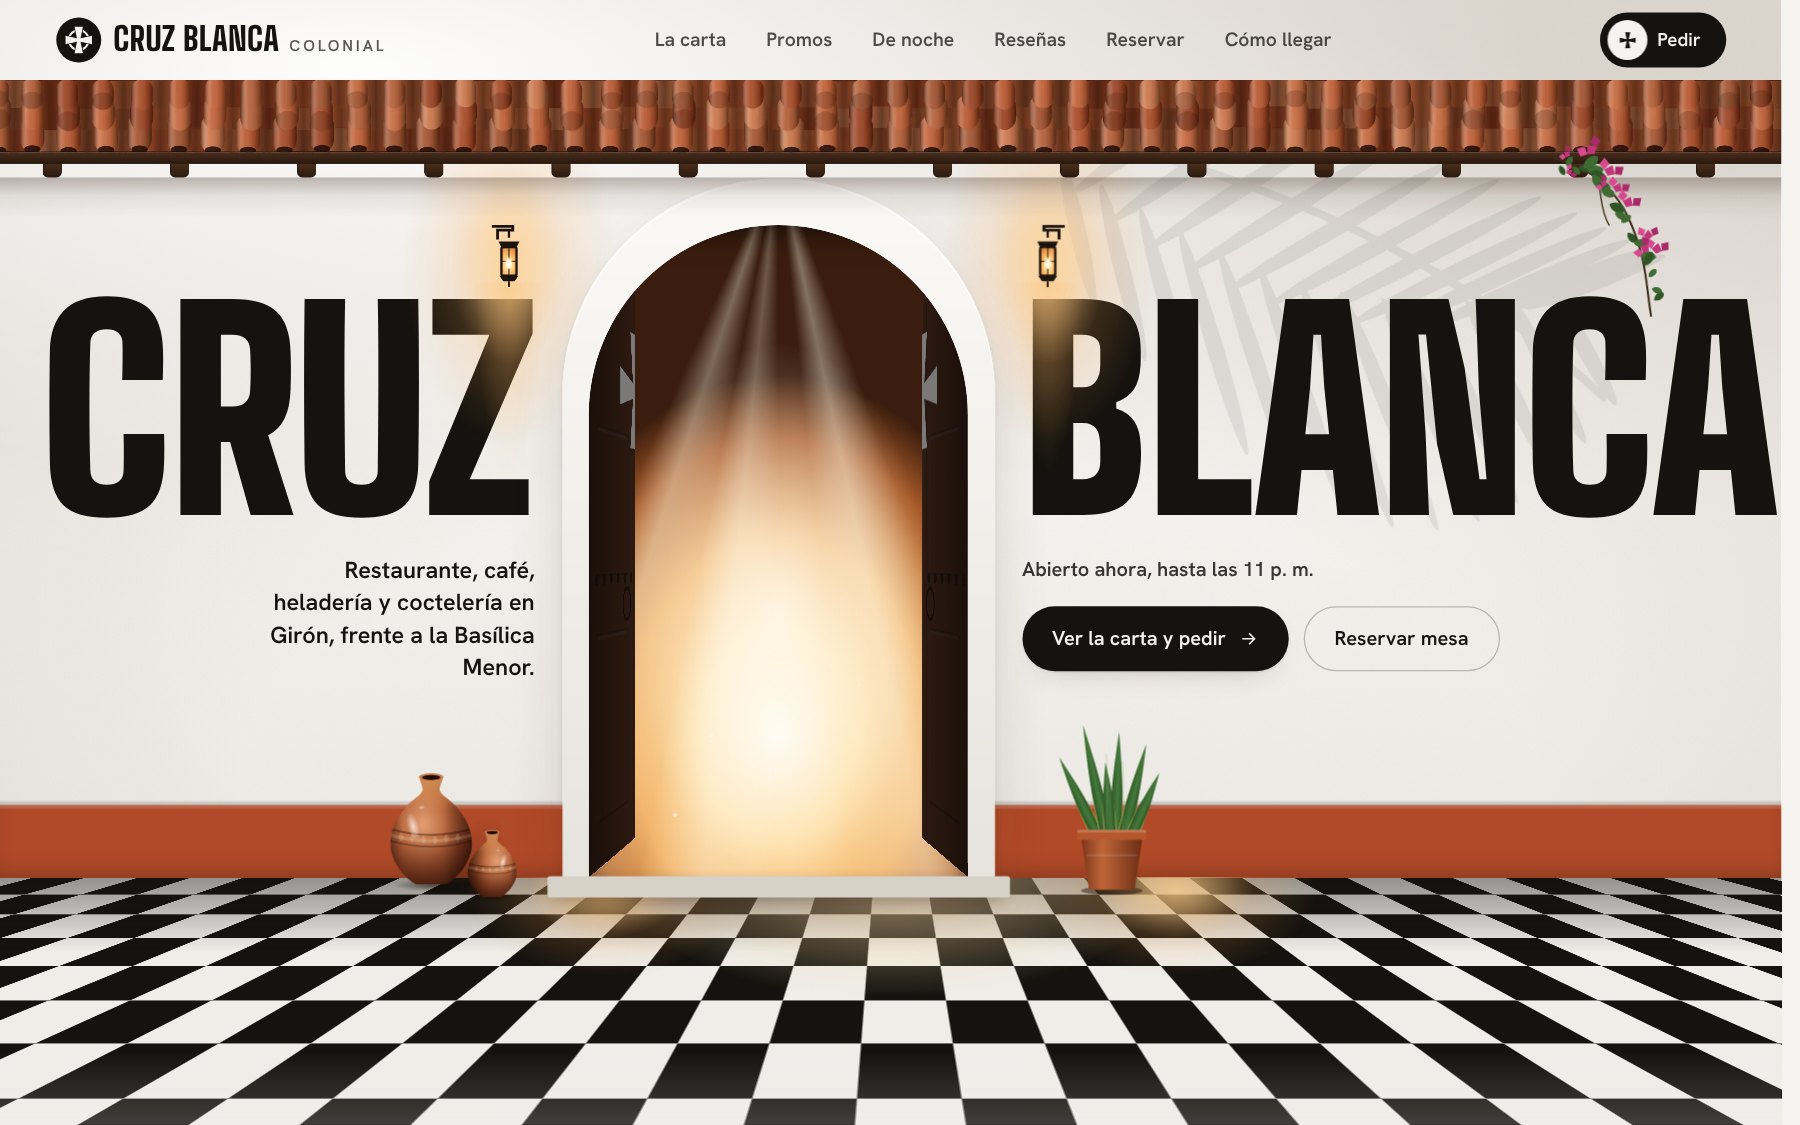 CRUZ BLANCA COLONIAL
La carta Promos De noche Reseñas Reservar Cómo llegar
Pedir
CRUZ BLANCA
Restaurante, café,
heladería y coctelería en
Girón, frente a la Basílica
Menor.
Abierto ahora, hasta las 11 p. m.
Ver la carta y pedir →
Reservar mesa